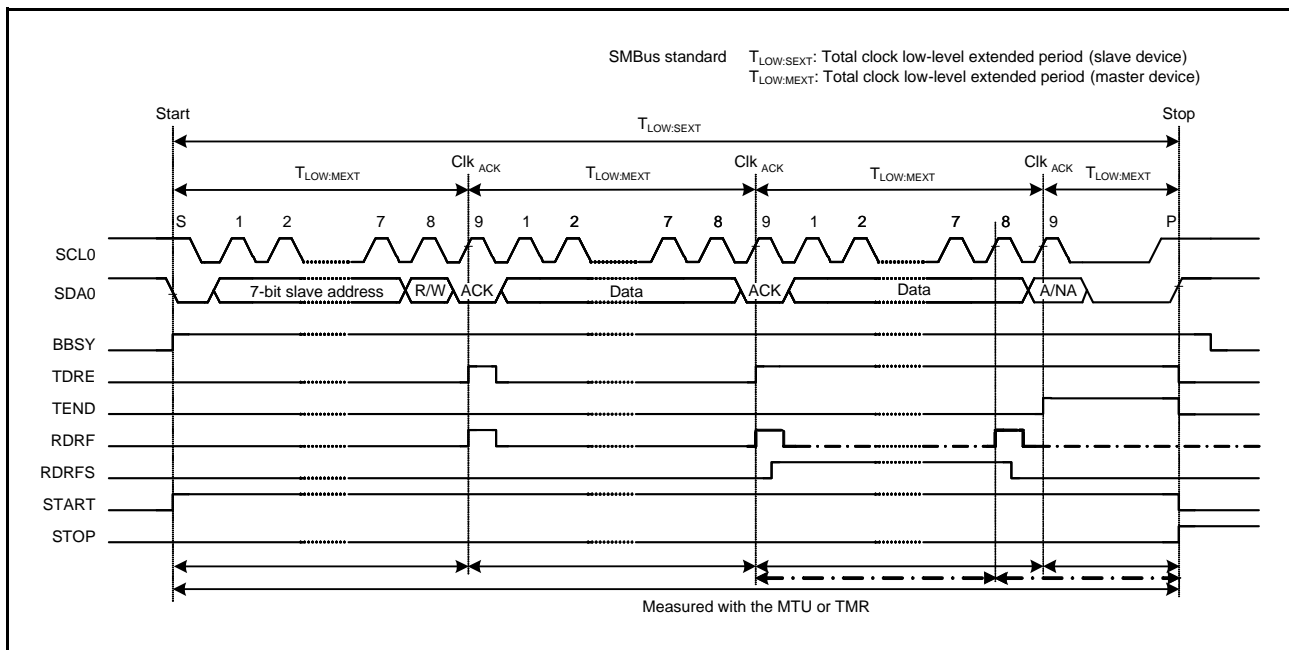 SMBus standard TLOW:SEXT: Total clock low-level extended period (slave device)
TLOW:MEXT: Total clock low-level extended period (master device)
Start Stop
TLOW:SEXT
Clk ACK Clk ACK Clk ACK
TLOW:MEXT TLOW:MEXT TLOW:MEXT TLOW:MEXT
S 1 2 7 8 9 1 2 7 8 9 1 2 7 8 9 P
SCL0
SDA0 7-bit slave address R/W ACK Data ACK Data A/NA
BBSY
TDRE
TEND
RDRF
RDRFS
START
STOP
Measured with the MTU or TMR